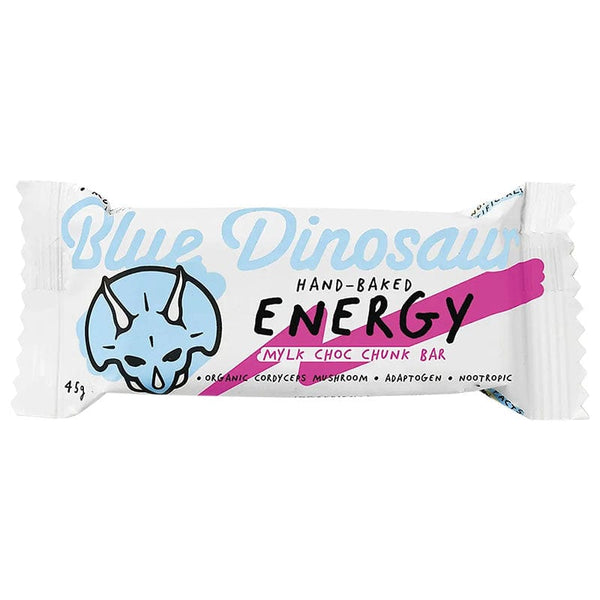 Blue Dinosaur
HAND-BAKED
ENERGY
MYLK CHOC CHUNK BAR
• ORGANIC CORDYCEPS MUSHROOM • ADAPTOGEN • NOOTROPIC
45g